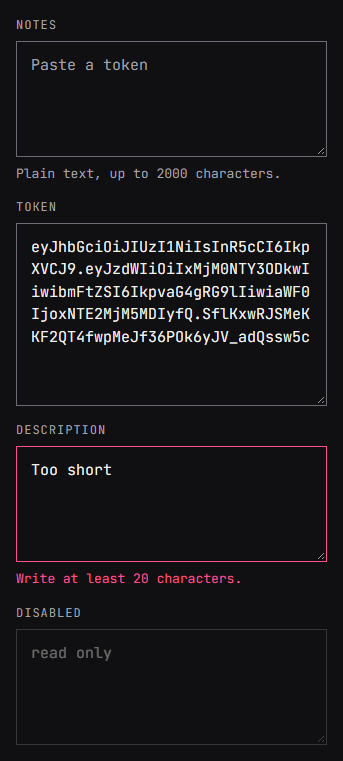 NOTES
Paste a token
Plain text, up to 2000 characters.
TOKEN
eyJhbGciOiJIUzI1NiIsInR5cCI6Ikp
XVCJ9.eyJzdWIiOiIxMjM0NTY3ODkwI
iwibmFtZSI6IkpvaG4gRG9lIiwiaWF0
IjoxNTE2MjM5MDIyfQ.SflKxwRJSMeK
KF2QT4fwpMeJf36POk6yJV_adQssw5c
DESCRIPTION
Too short
Write at least 20 characters.
DISABLED
read only